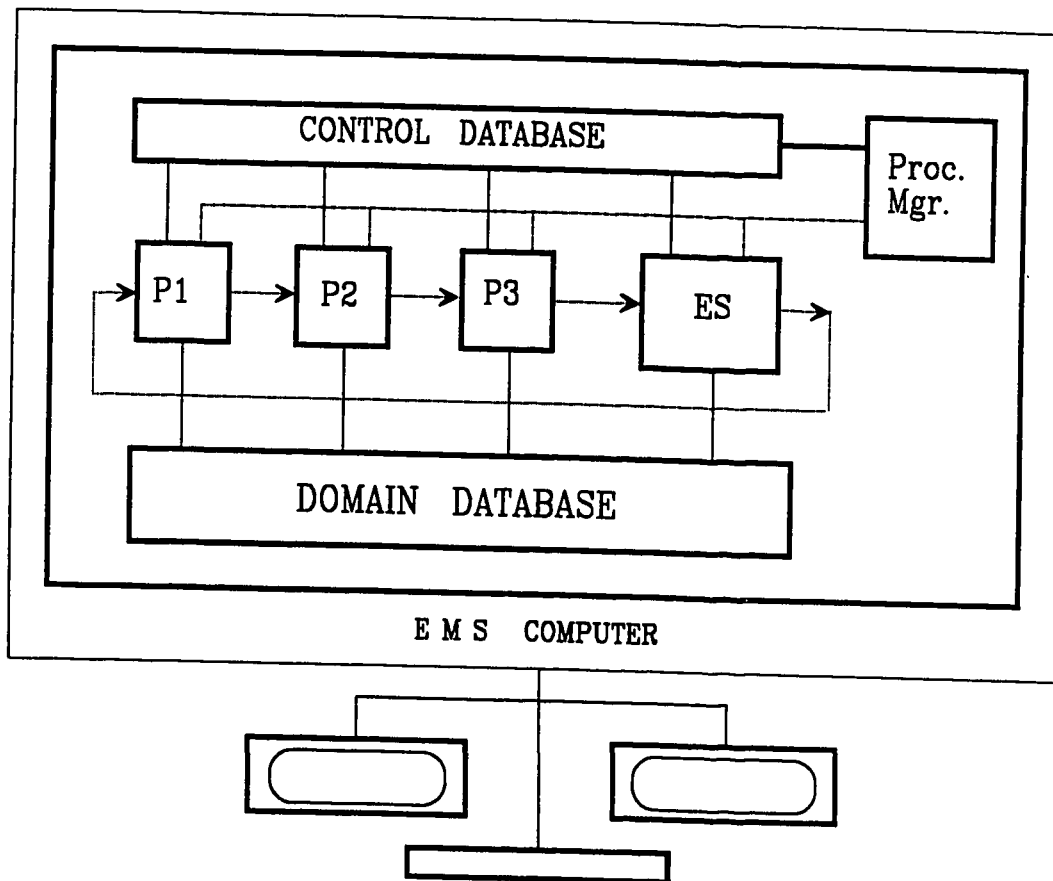 CONTROL DATABASE
Proc.
Mgr.
P1
P2
P3
ES
DOMAIN DATABASE
E M S COMPUTER